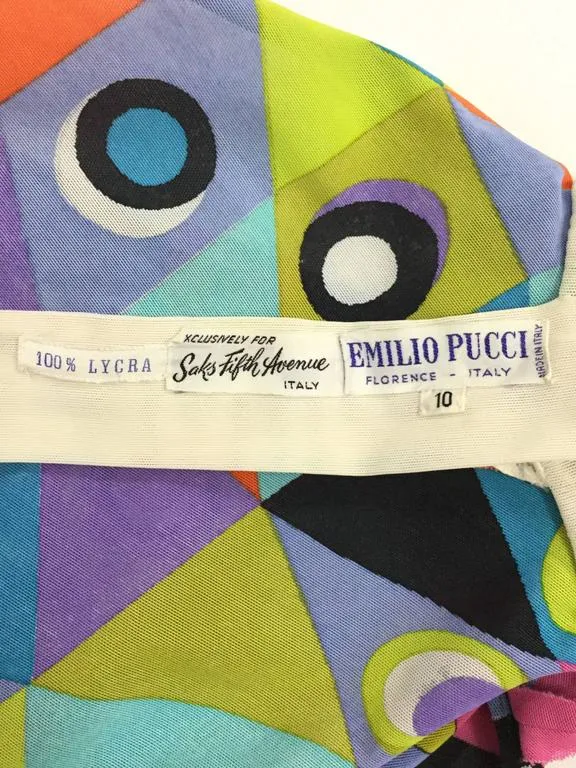 100% LYCRA
XCLUSIVELY FOR
Saks Fifth Avenue
ITALY
EMILIO PUCCI
FLORENCE - ITALY
MADE IN ITALY
10